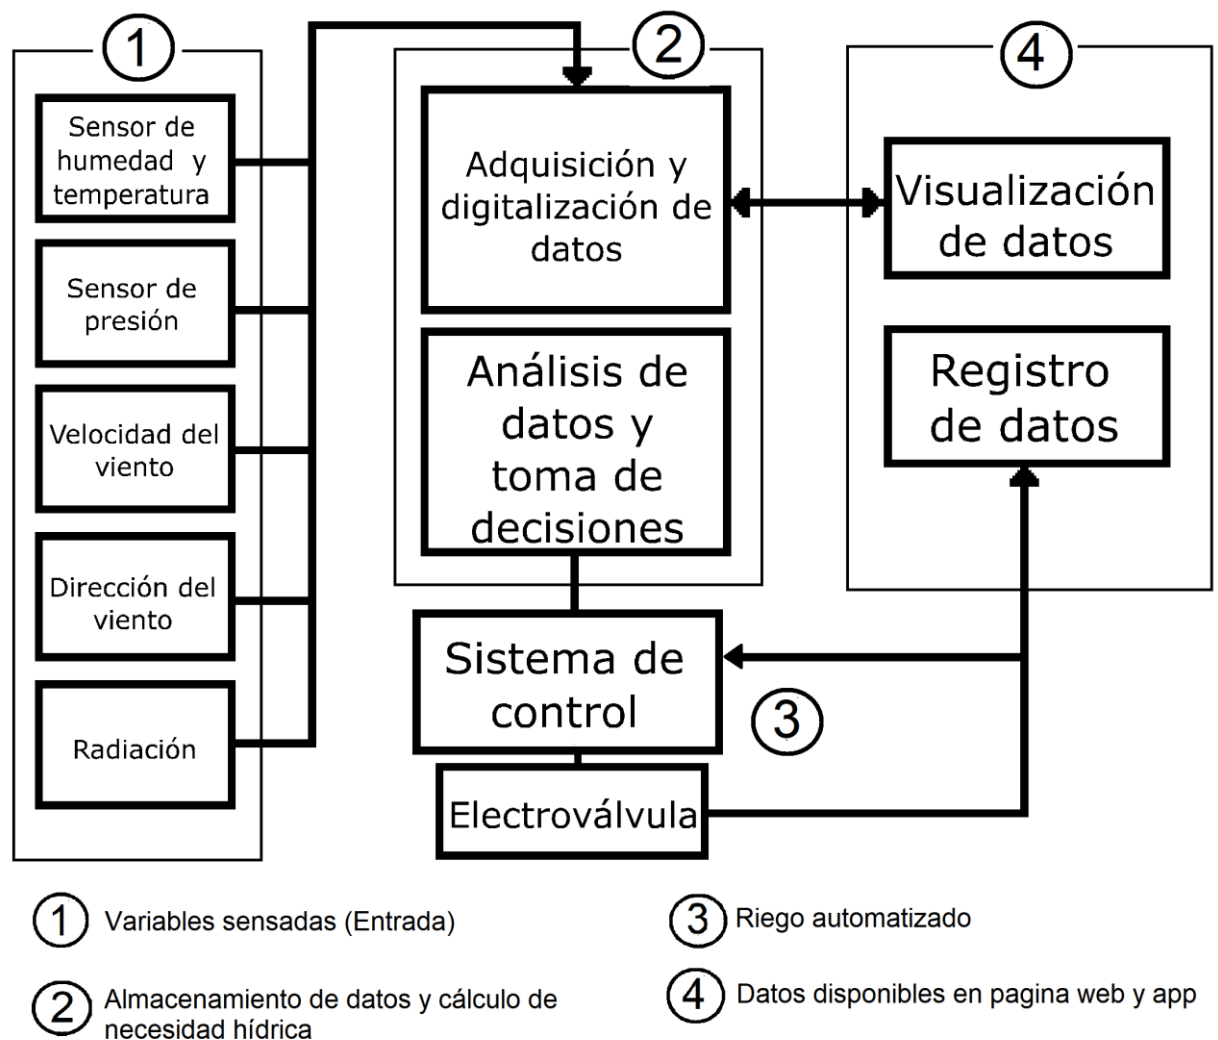 1
Sensor de
humedad y
temperatura
Sensor de
presión
Velocidad del
viento
Dirección del
viento
Radiación
2
Adquisición y
digitalización de
datos
Análisis de
datos y
toma de
decisiones
Sistema de
control
Electroválvula
3
4
Visualización
de datos
Registro
de datos
1 Variables sensadas (Entrada)
2 Almacenamiento de datos y cálculo de
necesidad hídrica
3 Riego automatizado
4 Datos disponibles en pagina web y app